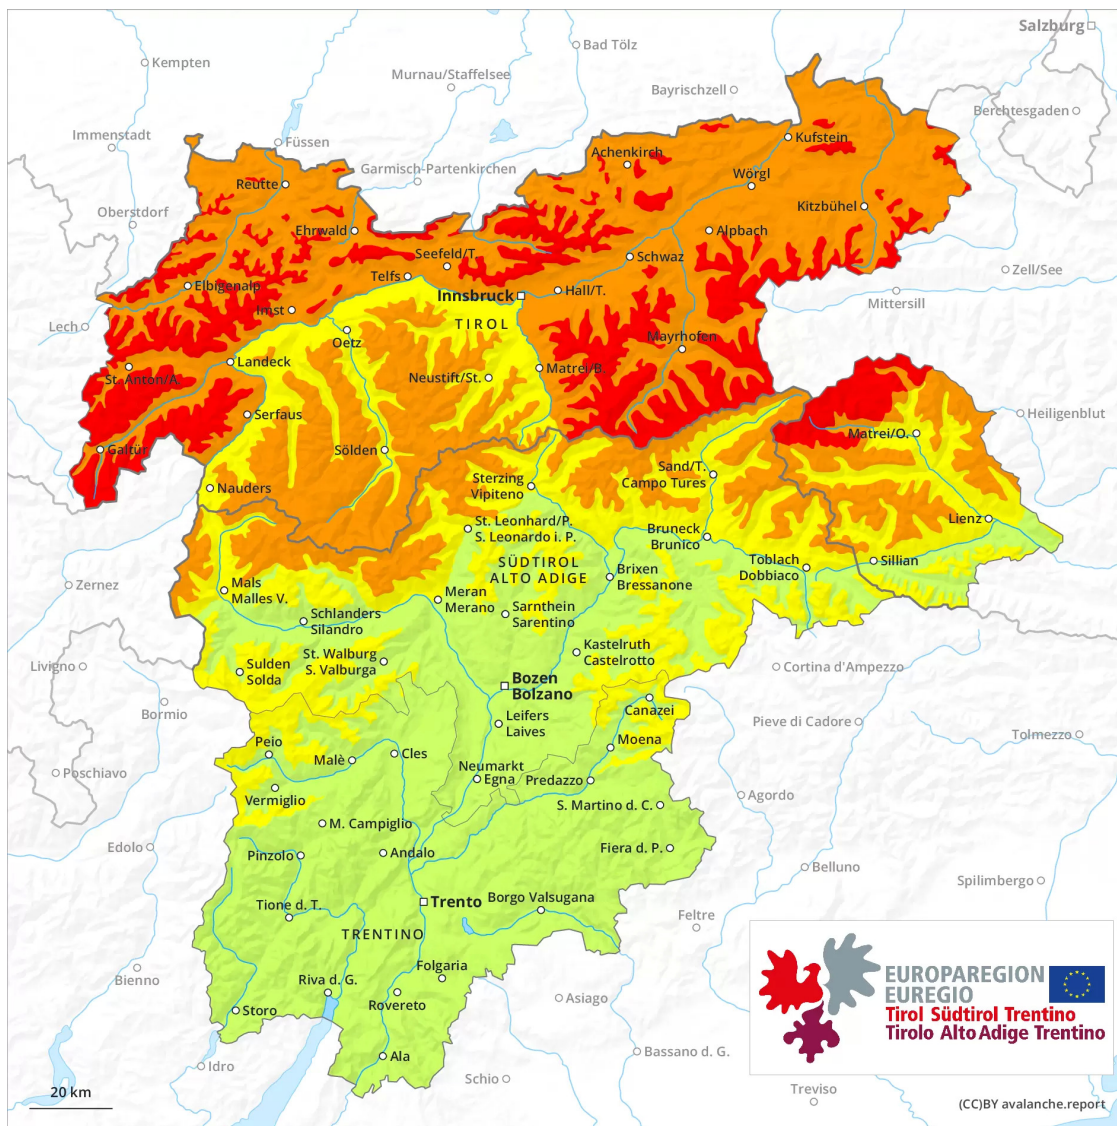 Salzburg
Bad Tölz
Kempten
Murnau/Staffelsee
Bayrischzell
Berchtesgaden
Immenstadt
Füssen
Kufstein
Achenkirch
Garmisch-Partenkirchen
Wörgl
Reutte
Oberstdorf
Kitzbühel
Ehrwald
Alpbach
Seefeld/T.
Schwaz
Telfs
Zell/See
Elbigenalp
Innsbruck
Hall/T.
Mittersill
Imst
TIROL
Lech
Oetz
Mayrhofen
Landeck
St. Anton/A.
Neustift/St.
Matrei/B.
Serfaus
Heiligenblut
Matrei/O.
Galtür
Sölden
Sand/T.
Campo Tures
Sterzing
Vipiteno
Nauders
Lienz
St. Leonhard/P.
S. Leonardo i. P.
Bruneck
Brunico
SÜDTIROL
ALTO ADIGE
Toblach
Dobbiaco
Sillian
Zernez
Brixen
Bressanone
Mals
Malles V.
Meran
Merano
Schlanders
Silandro
Sarnthein
Sarentino
Kastelruth
Castelrotto
Livigno
St. Walburg
S. Valburga
Sulden
Solda
Cortina d'Ampezzo
Bozen
Bolzano
Bormio
Canazei
Leifers
Laives
Pieve di Cadore
Tolmezzo
Peio
Moena
Malè
Cles
Poschiavo
Neumarkt
Egna
Predazzo
Vermiglio
Agordo
S. Martino d. C.
M. Campiglio
Edolo
Pinzolo
Andalo
Fiera d. P.
Belluno
Spilimbergo
Trento
Borgo Valsugana
Tione d. T.
Feltre
TRENTINO
Bienno
Folgaria
Riva d. G.
Rovereto
Asiago
Storo
Ala
Bassano d. G.
Idro
Schio
Treviso
EUROPAREGION
EUREGIO
Tirol Südtirol Trentino
Tirolo Alto Adige Trentino
20 km
(CC)BY avalanche.report